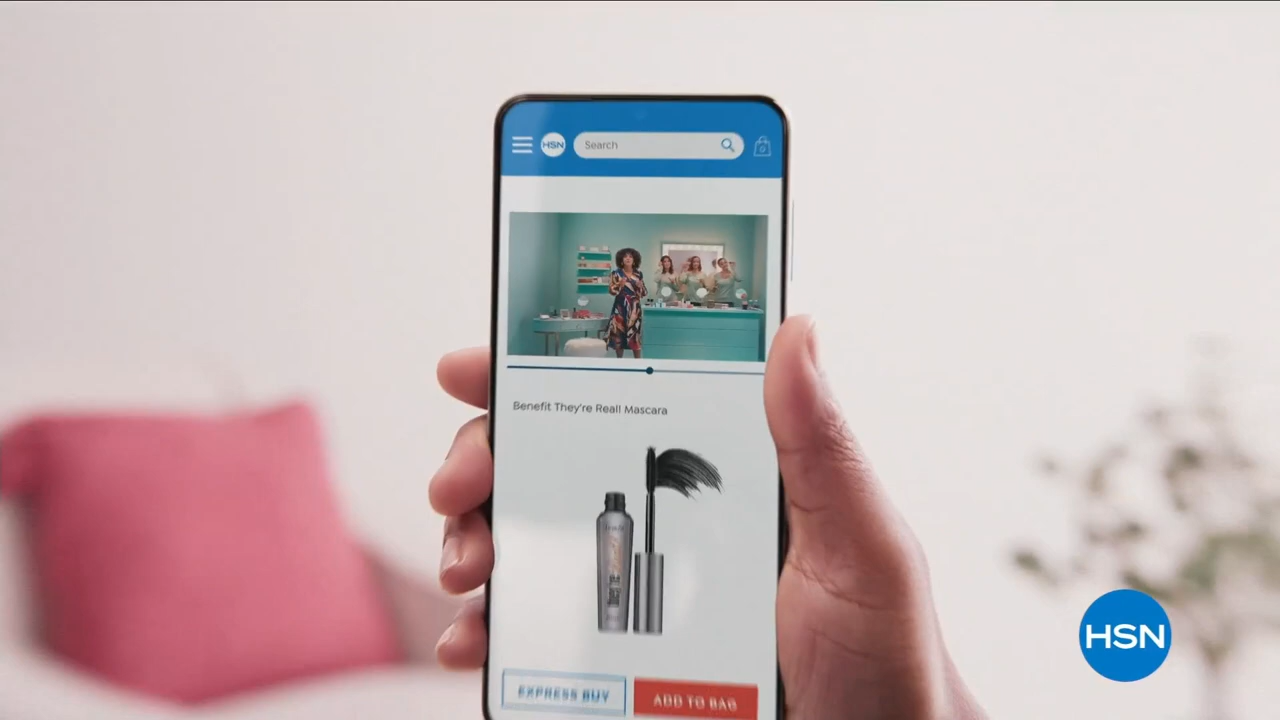 HSN
Search
Benefit They're Real! Mascara
EXPRESS BUY
ADD TO BAG
HSN